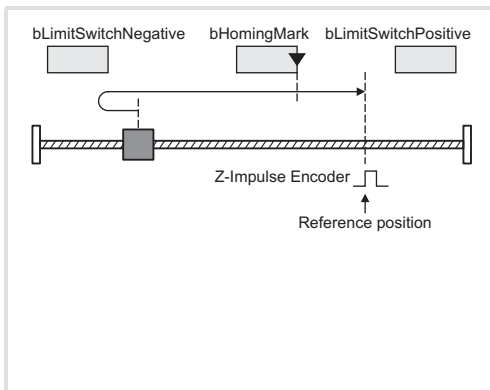 bLimitSwitchNegative bHomingMark bLimitSwitchPositive
Z-Impulse Encoder
Reference position